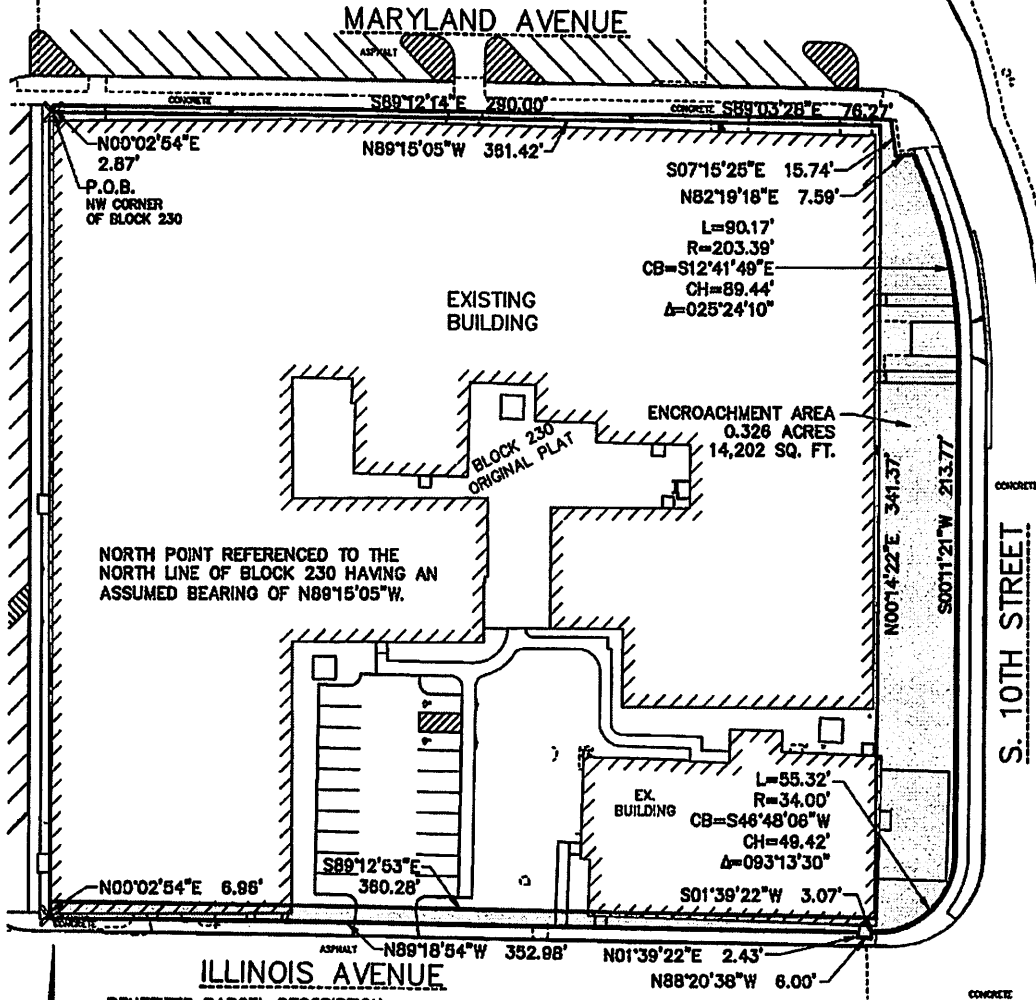 MARYLAND AVENUE
ASPHALT
CONCRETE
S89°12'14"E 290.00'
CONCRETE
S89°03'28"E 76.27'
N00°02'54"E
2.87'
N89°15'05"W 361.42'
P.O.B.
NW CORNER
OF BLOCK 230
S07°15'25"E 15.74'
N82°19'18"E 7.59'
L=90.17'
R=203.39'
CB=S12°41'49"E
CH=89.44'
Δ=025°24'10"
EXISTING
BUILDING
ENCROACHMENT AREA
0.326 ACRES
14,202 SQ. FT.
BLOCK 230
ORIGINAL PLAT
N00°14'22"E 341.37'
S00°11'21"W 213.77'
CONCRETE
S. 10TH STREET
NORTH POINT REFERENCED TO THE
NORTH LINE OF BLOCK 230 HAVING AN
ASSUMED BEARING OF N89°15'05"W.
EX.
BUILDING
L=55.32'
R=34.00'
CB=S46°48'06"W
CH=49.42'
Δ=093°13'30"
S89°12'53"E
360.28'
N00°02'54"E 6.96'
S01°39'22"W 3.07'
CONCRETE
ASPHALT
N89°18'54"W 352.98'
N01°39'22"E 2.43'
N88°20'38"W 6.00'
ILLINOIS AVENUE
CONCRETE